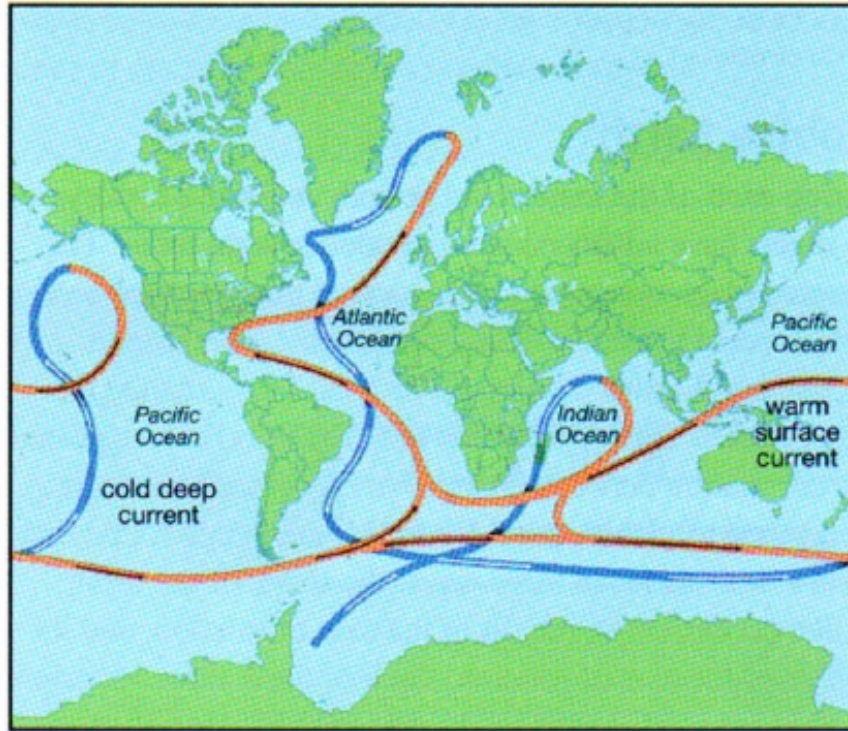 Atlantic
Ocean
Pacific
Ocean
Pacific
Ocean
Indian
Ocean
warm
surface
current
cold deep
current